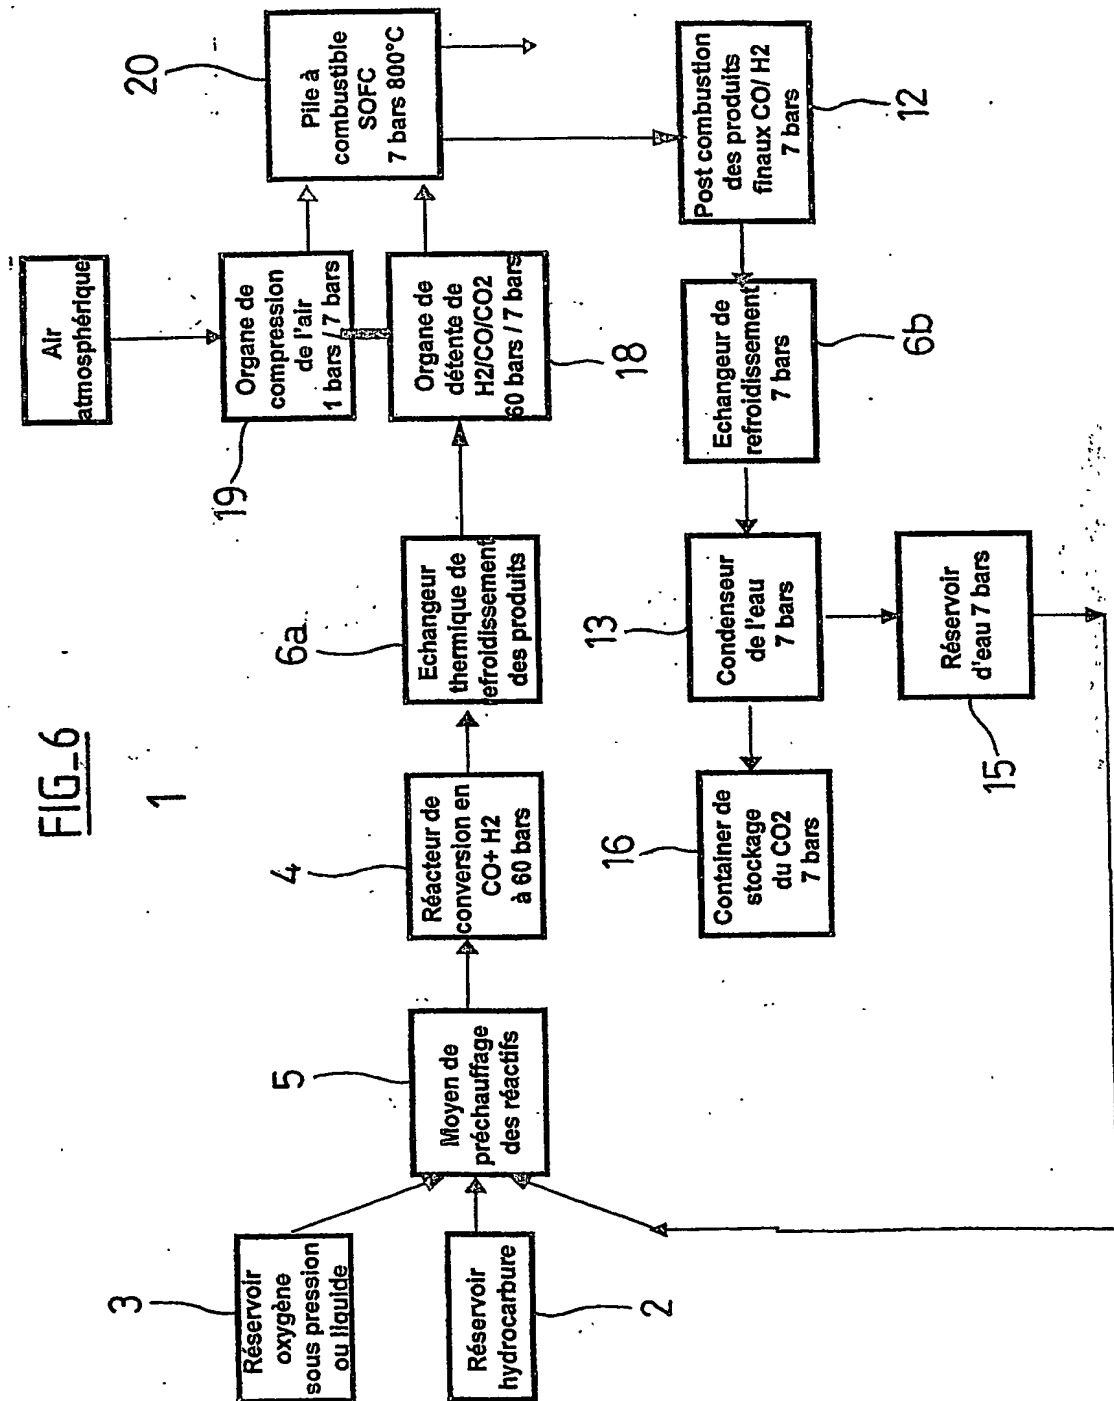 FIG_6
1
3
Réservoir
oxygène
sous pression
ou liquide
Réservoir
hydrocarbure
2
5
Moyen de
préchauffage
des réactifs
4
Réacteur de
conversion en
CO+ H2
à 60 bars
6a
Echangeur
thermique de
refroidissement
des produits
Air
atmosphérique
19
Organe de
compression
de l'air
1 bars / 7 bars
Organe de
détente de
H2/CO/CO2
60 bars / 7 bars
18
20
Pile à
combustible
SOFC
7 bars 800°C
Post combustion
des produits
finaux CO/ H2
7 bars
12
Echangeur de
refroidissement
7 bars
6b
13
Condenseur
de l'eau
7 bars
16
Container de
stockage
du CO2
7 bars
Réservoir
d'eau 7 bars
15